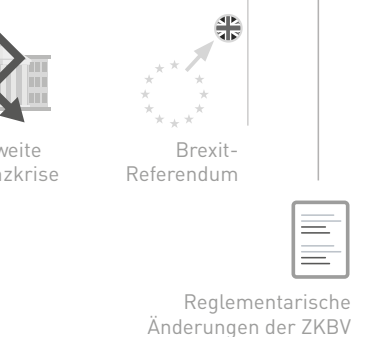 weite
nzkrise
Brexit-
Referendum
Reglementarische
Änderungen der ZKBV